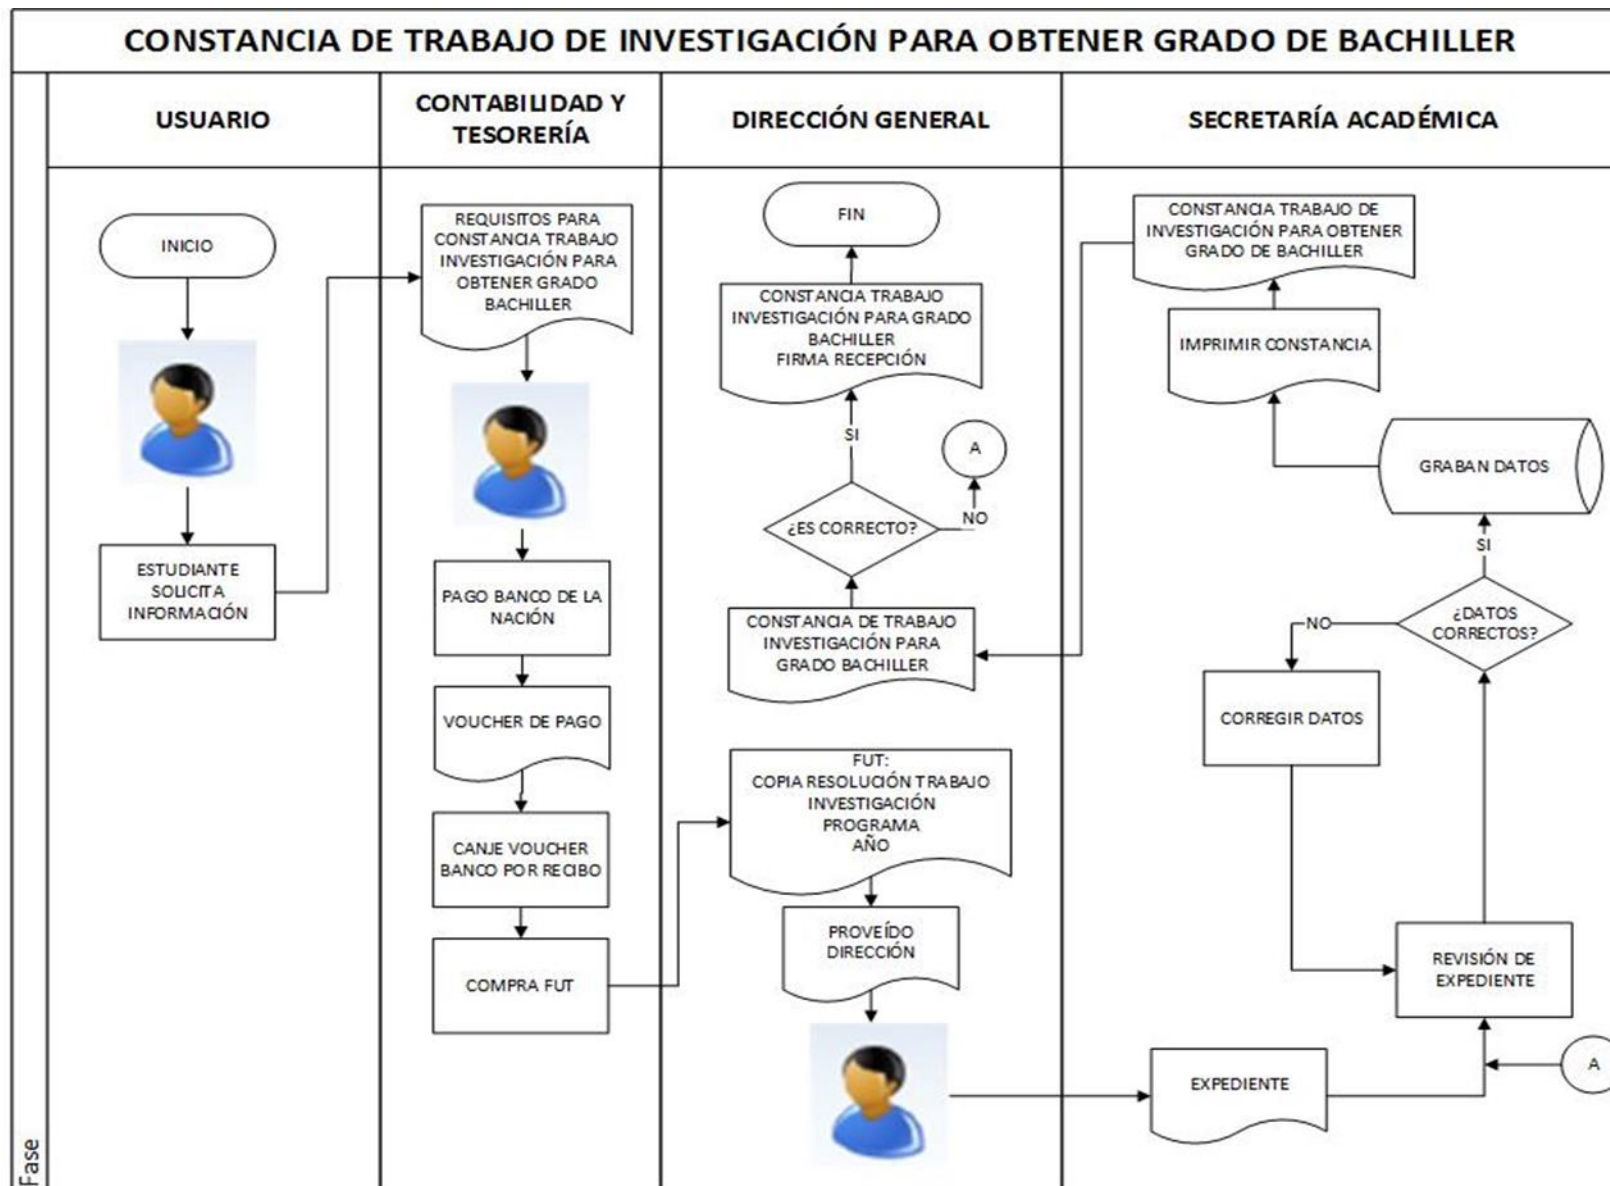 CONSTANCIA DE TRABAJO DE INVESTIGACIÓN PARA OBTENER GRADO DE BACHILLER
Fase
USUARIO
CONTABILIDAD Y
TESORERÍA
DIRECCIÓN GENERAL
SECRETARÍA ACADÉMICA
INICIO
ESTUDIANTE
SOLICITA
INFORMACIÓN
REQUISITOS PARA
CONSTANCIA TRABAJO
INVESTIGACIÓN PARA
OBTENER GRADO
BACHILLER
PAGO BANCO DE LA
NACIÓN
VOUCHER DE PAGO
CANJE VOUCHER
BANCO POR RECIBO
COMPRA FUT
FIN
CONSTANCIA TRABAJO
INVESTIGACIÓN PARA GRADO
BACHILLER
FIRMA RECEPCIÓN
SI
A
¿ES CORRECTO?
NO
CONSTANCIA DE TRABAJO
INVESTIGACIÓN PARA
GRADO BACHILLER
FUT:
COPIA RESOLUCIÓN TRABAJO
INVESTIGACIÓN
PROGRAMA
AÑO
PROVEÍDO
DIRECCIÓN
CONSTANCIA TRABAJO DE
INVESTIGACIÓN PARA OBTENER
GRADO DE BACHILLER
IMPRIMIR CONSTANCIA
GRABAN DATOS
SI
¿DATOS
CORRECTOS?
NO
CORREGIR DATOS
REVISIÓN DE
EXPEDIENTE
EXPEDIENTE
A